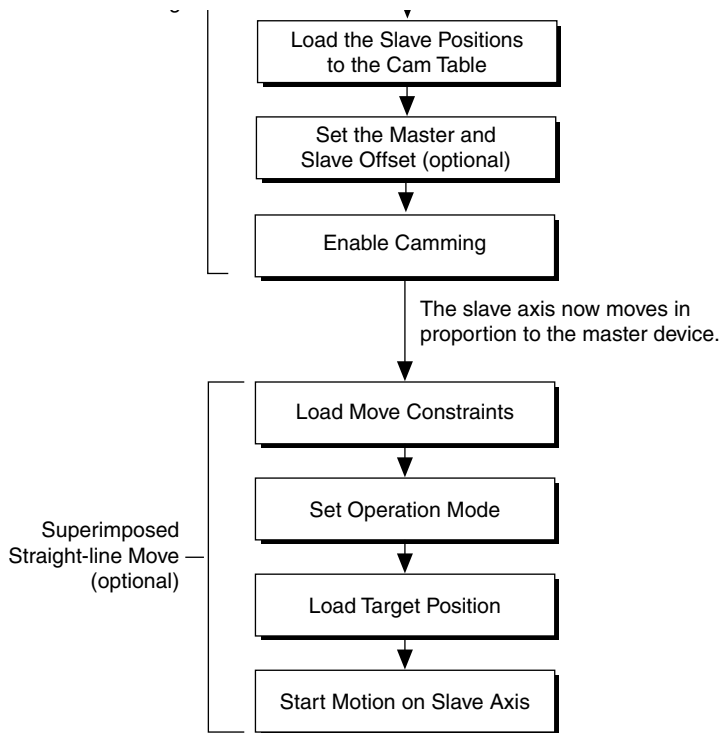 Load the Slave Positions
to the Cam Table
Set the Master and
Slave Offset (optional)
Enable Camming
The slave axis now moves in
proportion to the master device.
Load Move Constraints
Set Operation Mode
Superimposed
Straight-line Move
(optional)
Load Target Position
Start Motion on Slave Axis